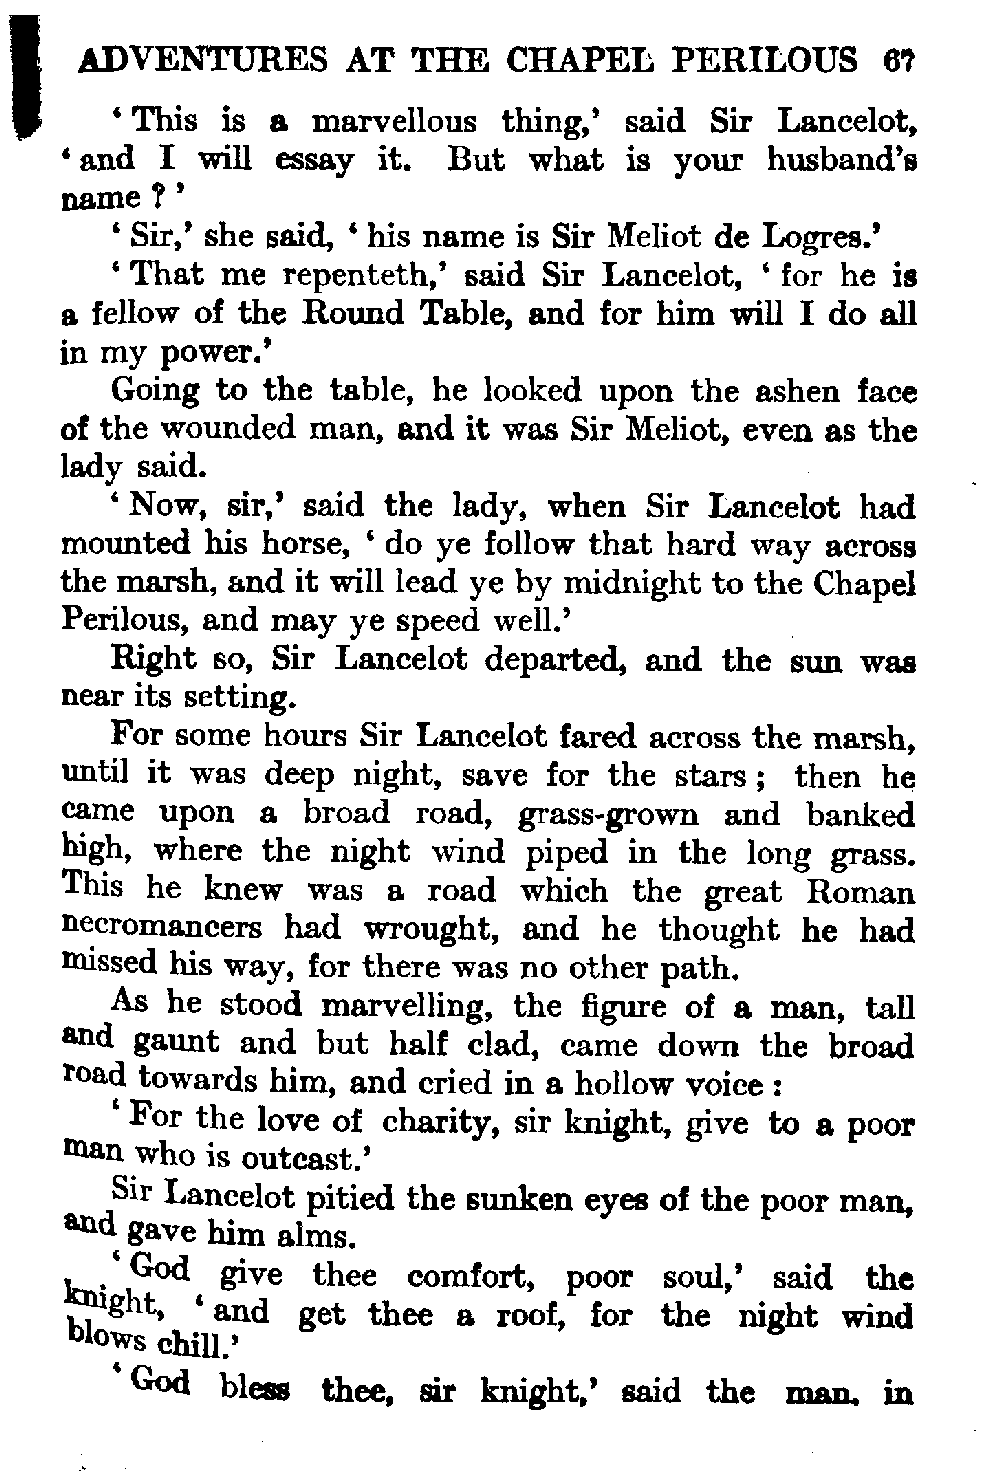 ADVENTURES AT THE CHAPEL PERILOUS 67
‘ This is a marvellous thing,’ said Sir Lancelot,
‘ and I will essay it. But what is your husband’s
name ? ’
‘ Sir,’ she said, ‘ his name is Sir Meliot de Logres.’
‘ That me repenteth,’ said Sir Lancelot, ‘ for he is
a fellow of the Round Table, and for him will I do all
in my power.’
Going to the table, he looked upon the ashen face
of the wounded man, and it was Sir Meliot, even as the
lady said.
‘ Now, sir,’ said the lady, when Sir Lancelot had
mounted his horse, ‘ do ye follow that hard way across
the marsh, and it will lead ye by midnight to the Chapel
Perilous, and may ye speed well.’
Right so, Sir Lancelot departed, and the sun was
near its setting.
For some hours Sir Lancelot fared across the marsh,
until it was deep night, save for the stars ; then he
came upon a broad road, grass-grown and banked
high, where the night wind piped in the long grass.
This he knew was a road which the great Roman
necromancers had wrought, and he thought he had
missed his way, for there was no other path.
As he stood marvelling, the figure of a man, tall
and gaunt and but half clad, came down the broad
road towards him, and cried in a hollow voice :
‘ For the love of charity, sir knight, give to a poor
man who is outcast.’
Sir Lancelot pitied the sunken eyes of the poor man,
and gave him alms.
‘ God give thee comfort, poor soul,’ said the
knight, ‘ and get thee a roof, for the night wind
blows chill.’
‘ God bless thee, sir knight,’ said the man, in